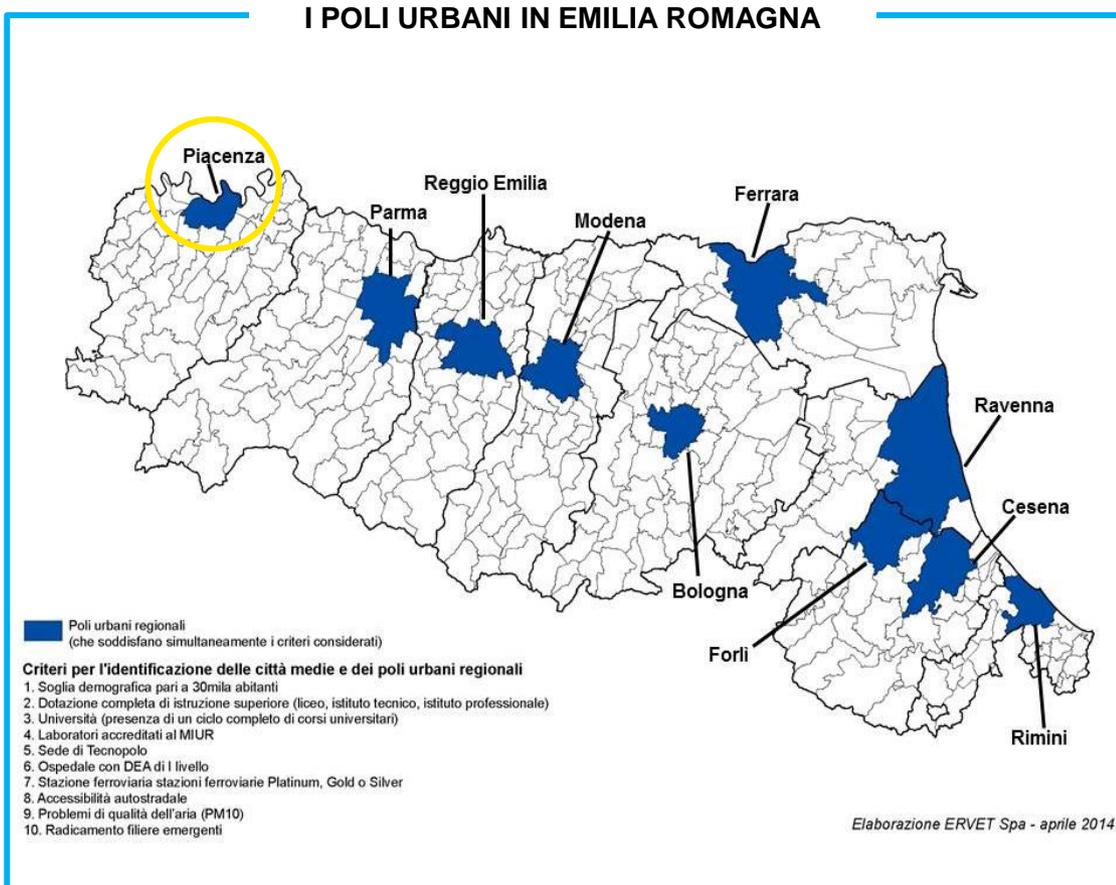 I POLI URBANI IN EMILIA ROMAGNA
Piacenza
Reggio Emilia
Ferrara
Parma
Modena
Ravenna
Cesena
Bologna
Forlì
Rimini
Poli urbani regionali
(che soddisfano simultaneamente i criteri considerati)
Criteri per l'identificazione delle città medie e dei poli urbani regionali
1. Soglia demografica pari a 30mila abitanti
2. Dotazione completa di istruzione superiore (liceo, istituto tecnico, istituto professionale)
3. Università (presenza di un ciclo completo di corsi universitari)
4. Laboratori accreditati al MIUR
5. Sede di Tecnopolo
6. Ospedale con DEA di I livello
7. Stazione ferroviaria stazioni ferroviarie Platinum, Gold o Silver
8. Accessibilità autostradale
9. Problemi di qualità dell'aria (PM10)
10. Radicamento filiere emergenti
Elaborazione ERVET Spa - aprile 2014